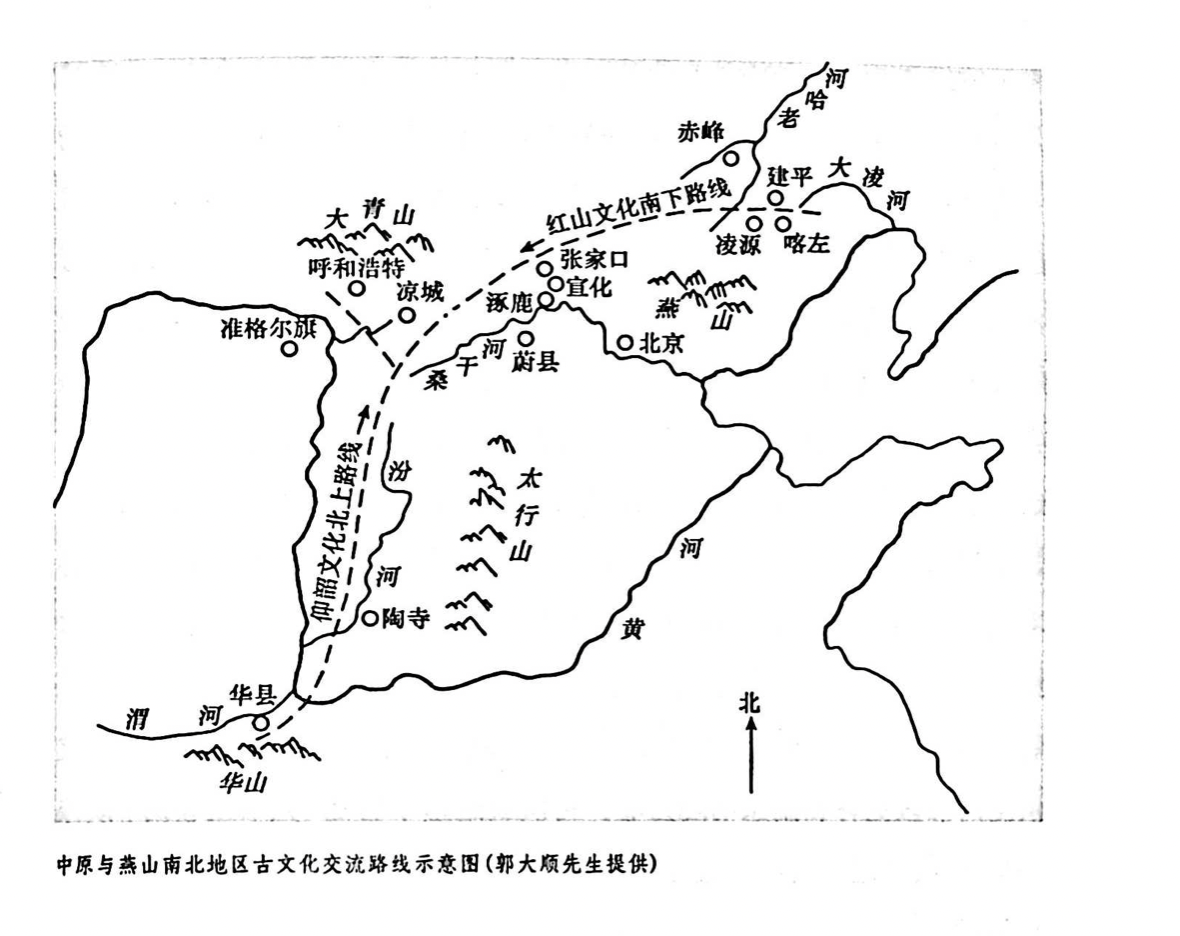 老哈河
赤峰
建平
大凌河
红山文化南下路线
凌源
喀左
大青山
呼和浩特
凉城
准格尔旗
张家口
宣化
涿鹿
燕山
桑干河
蔚县
北京
仰韶文化北上路线
汾河
太行山
陶寺
黄河
华县
渭河
华山
北
中原与燕山南北地区古文化交流路线示意图(郭大顺先生提供)